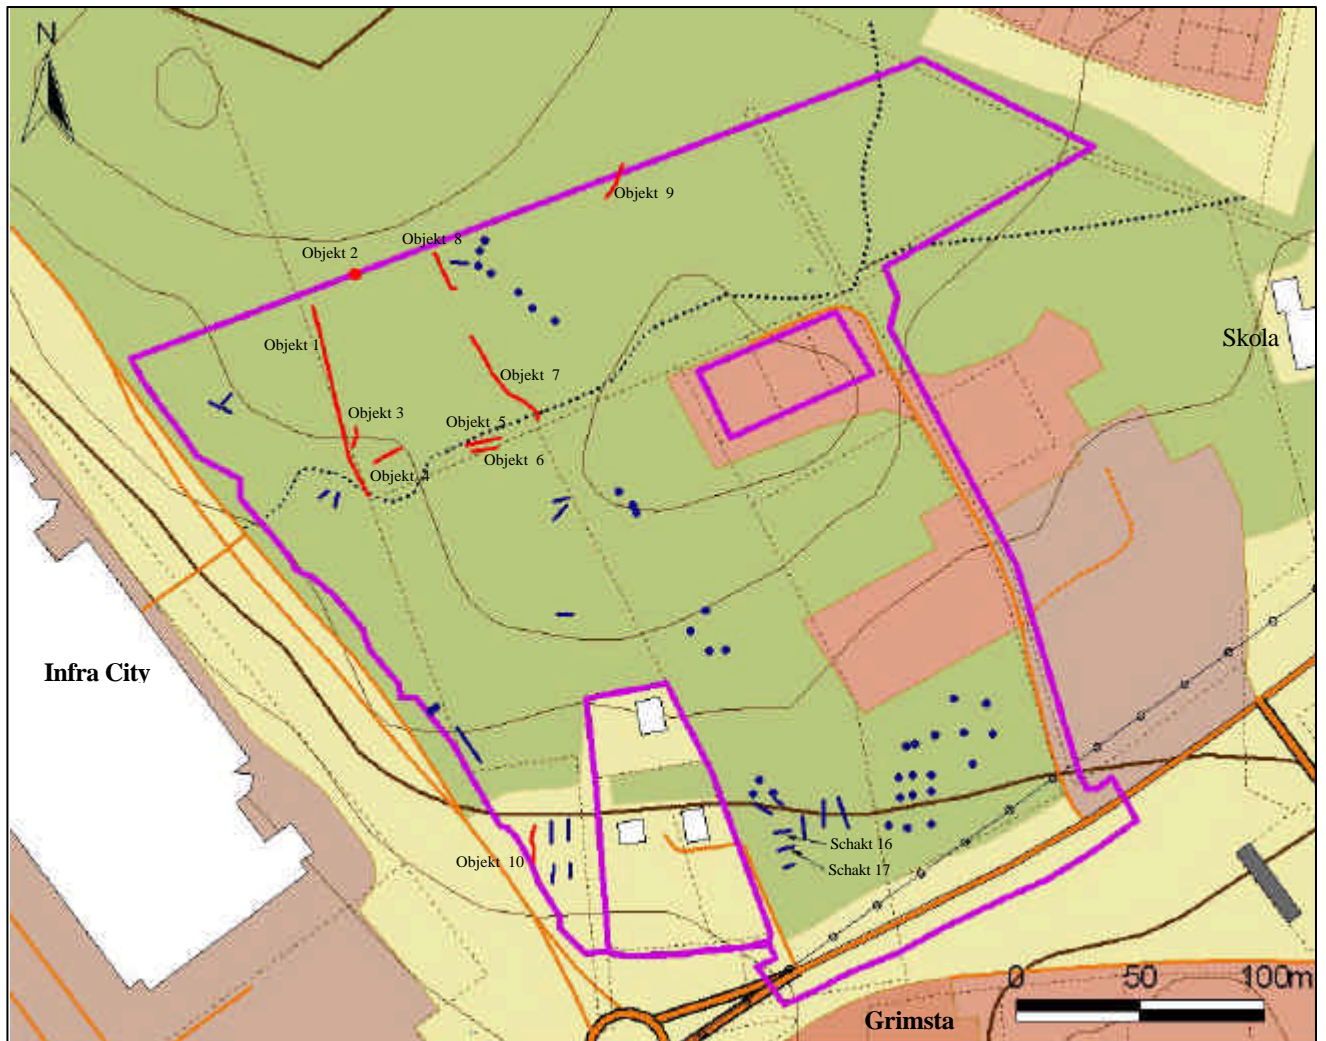 N
Objekt 9
Objekt 8
Objekt 2
Objekt 1
Skola
Objekt 7
Objekt 3
Objekt 5
Objekt 6
Objekt 4
Infra City
Objekt 10
Schakt 16
Schakt 17
0 50 100m
Grimsta